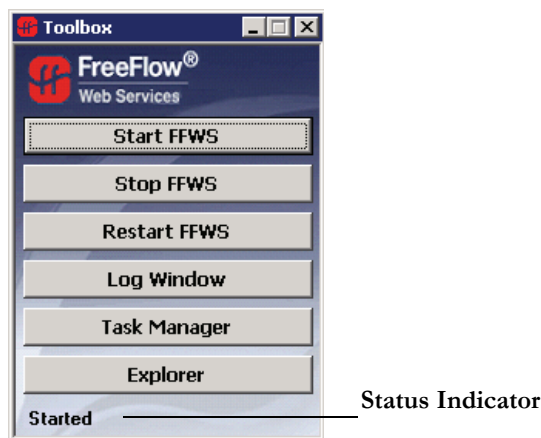 Toolbox
FreeFlow®
Web Services
Start FFWS
Stop FFWS
Restart FFWS
Log Window
Task Manager
Explorer
Started
Status Indicator